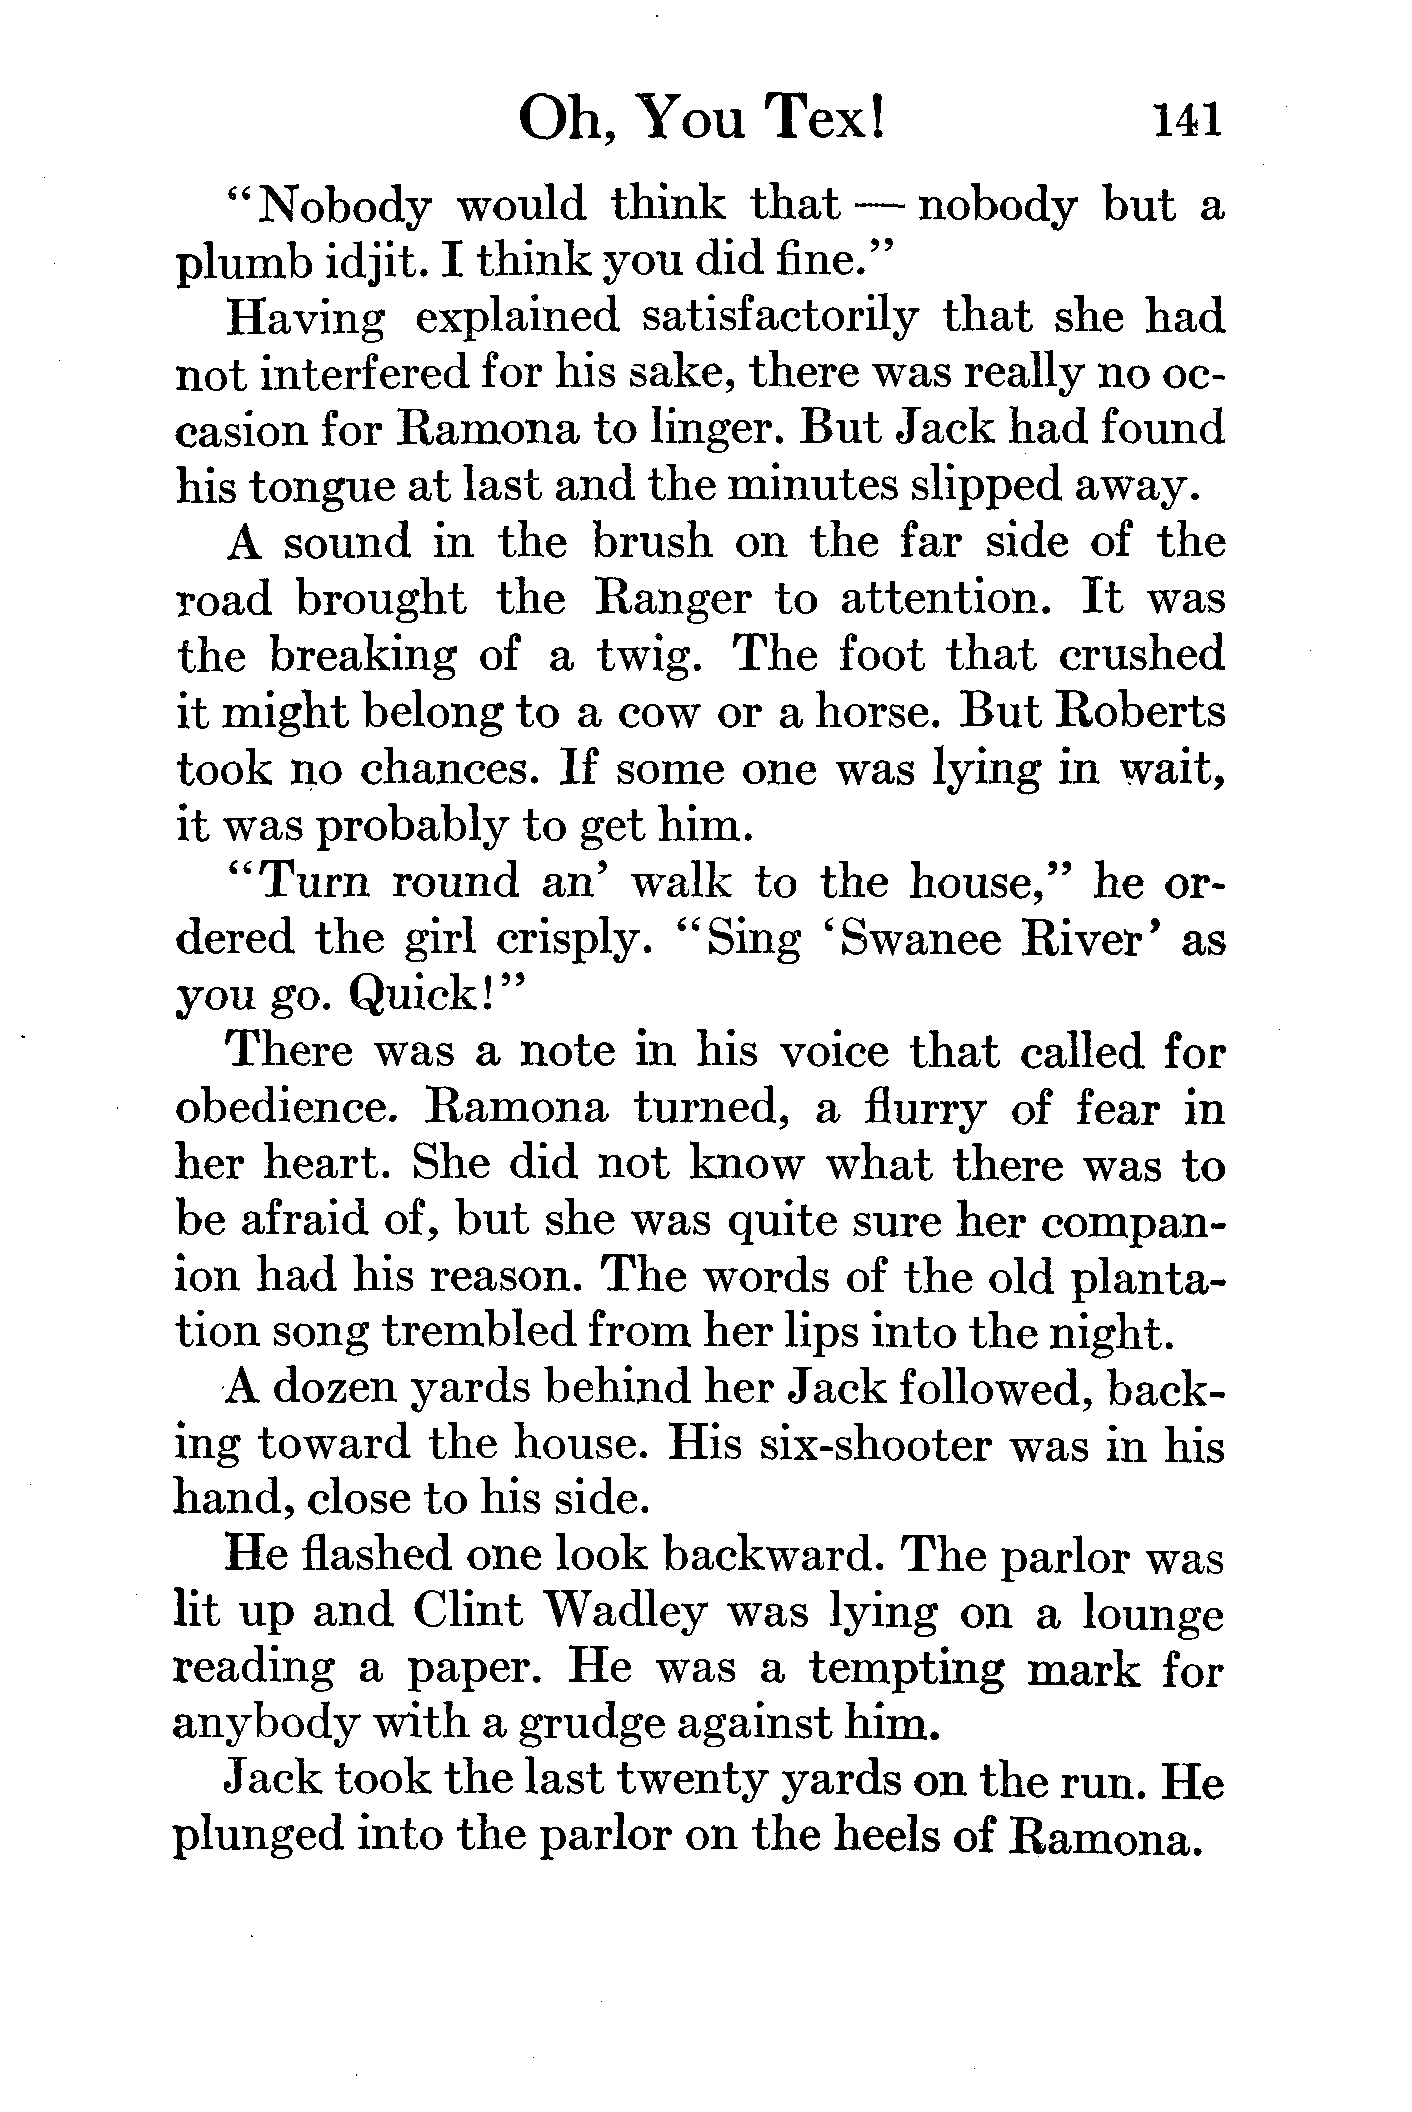 Oh, You Tex! 141
“Nobody would think that — nobody but a
plumb idjit. I think you did fine.”
Having explained satisfactorily that she had
not interfered for his sake, there was really no oc-
casion for Ramona to linger. But Jack had found
his tongue at last and the minutes slipped away.
A sound in the brush on the far side of the
road brought the Ranger to attention. It was
the breaking of a twig. The foot that crushed
it might belong to a cow or a horse. But Roberts
took no chances. If some one was lying in wait,
it was probably to get him.
“Turn round an’ walk to the house,” he or-
dered the girl crisply. “Sing ‘Swanee River’ as
you go. Quick!”
There was a note in his voice that called for
obedience. Ramona turned, a flurry of fear in
her heart. She did not know what there was to
be afraid of, but she was quite sure her compan-
ion had his reason. The words of the old planta-
tion song trembled from her lips into the night.
A dozen yards behind her Jack followed, back-
ing toward the house. His six-shooter was in his
hand, close to his side.
He flashed one look backward. The parlor was
lit up and Clint Wadley was lying on a lounge
reading a paper. He was a tempting mark for
anybody with a grudge against him.
Jack took the last twenty yards on the run. He
plunged into the parlor on the heels of Ramona.